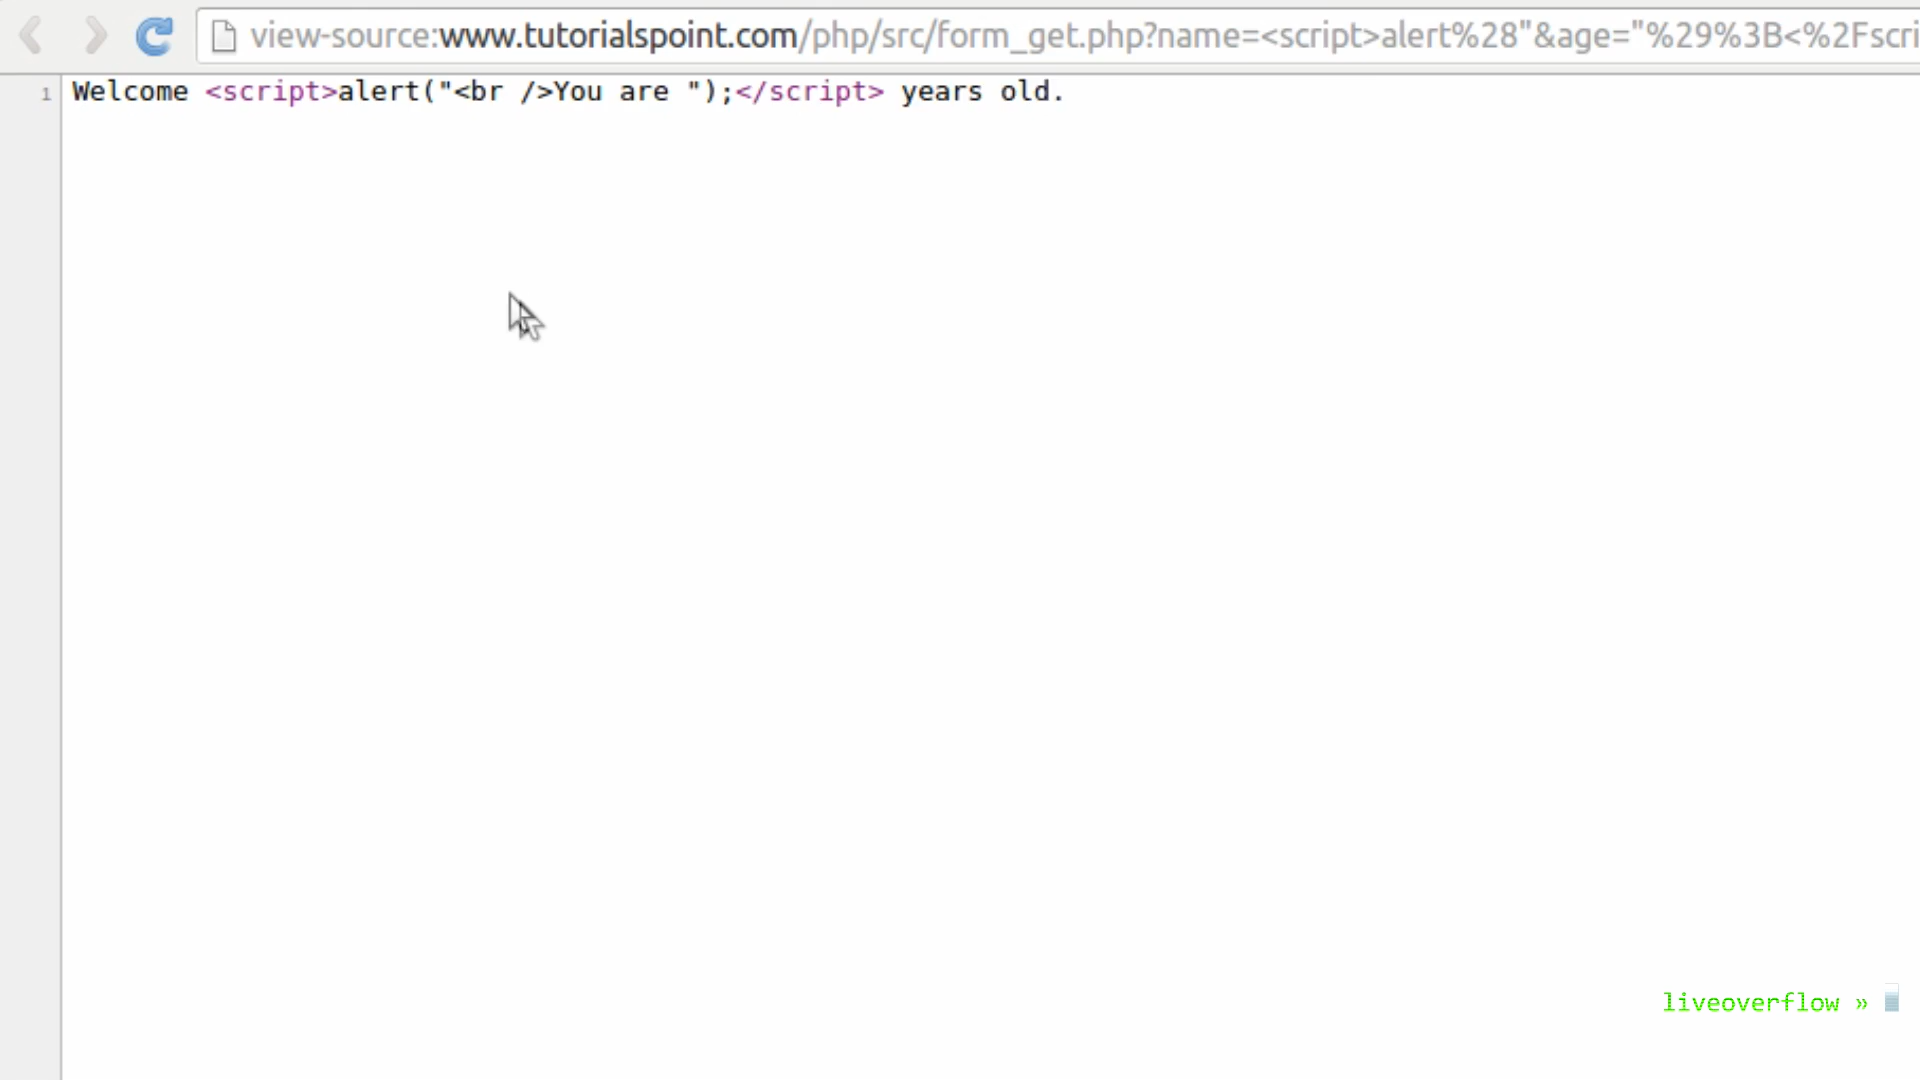 view-source:www.tutorialspoint.com/php/src/form_get.php?name=<script>alert%28"&age="%29%3B<%2Fscri
1 Welcome <script>alert("<br />You are ");</script> years old.
liveoverflow »